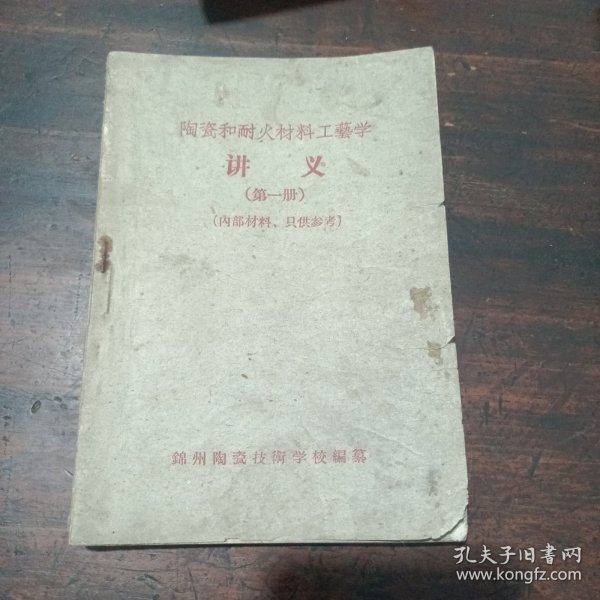 陶瓷和耐火材料工藝学
讲义
(第一册)
(内部材料、只供参考)
錦州陶瓷技術学校編纂
孔夫子旧书网
www.kongfz.com